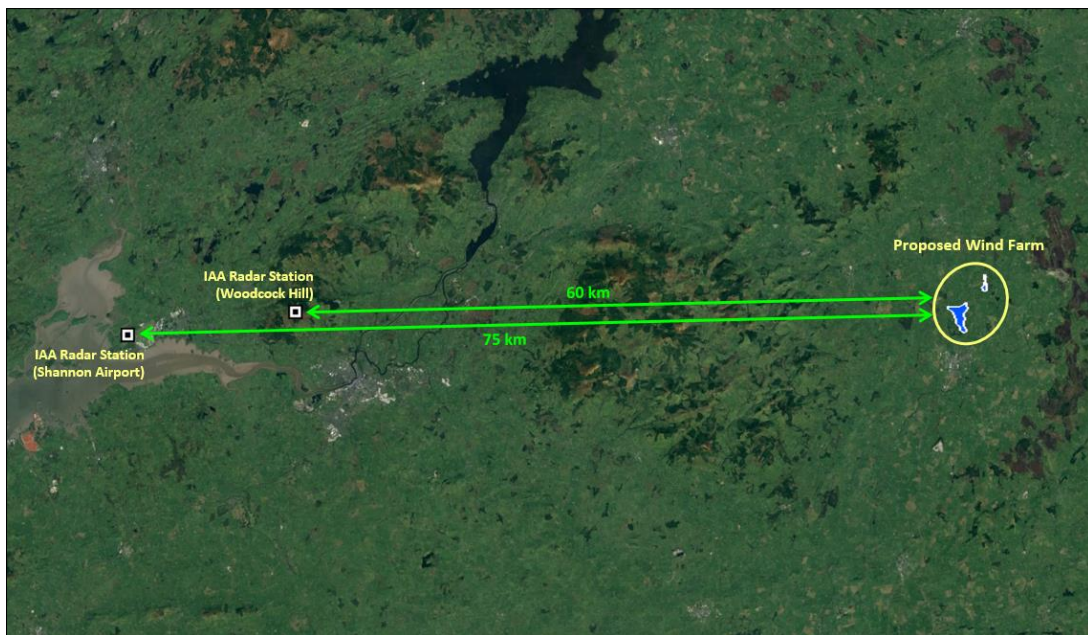 Proposed Wind Farm
IAA Radar Station
(Woodcock Hill)
60 km
75 km
IAA Radar Station
(Shannon Airport)